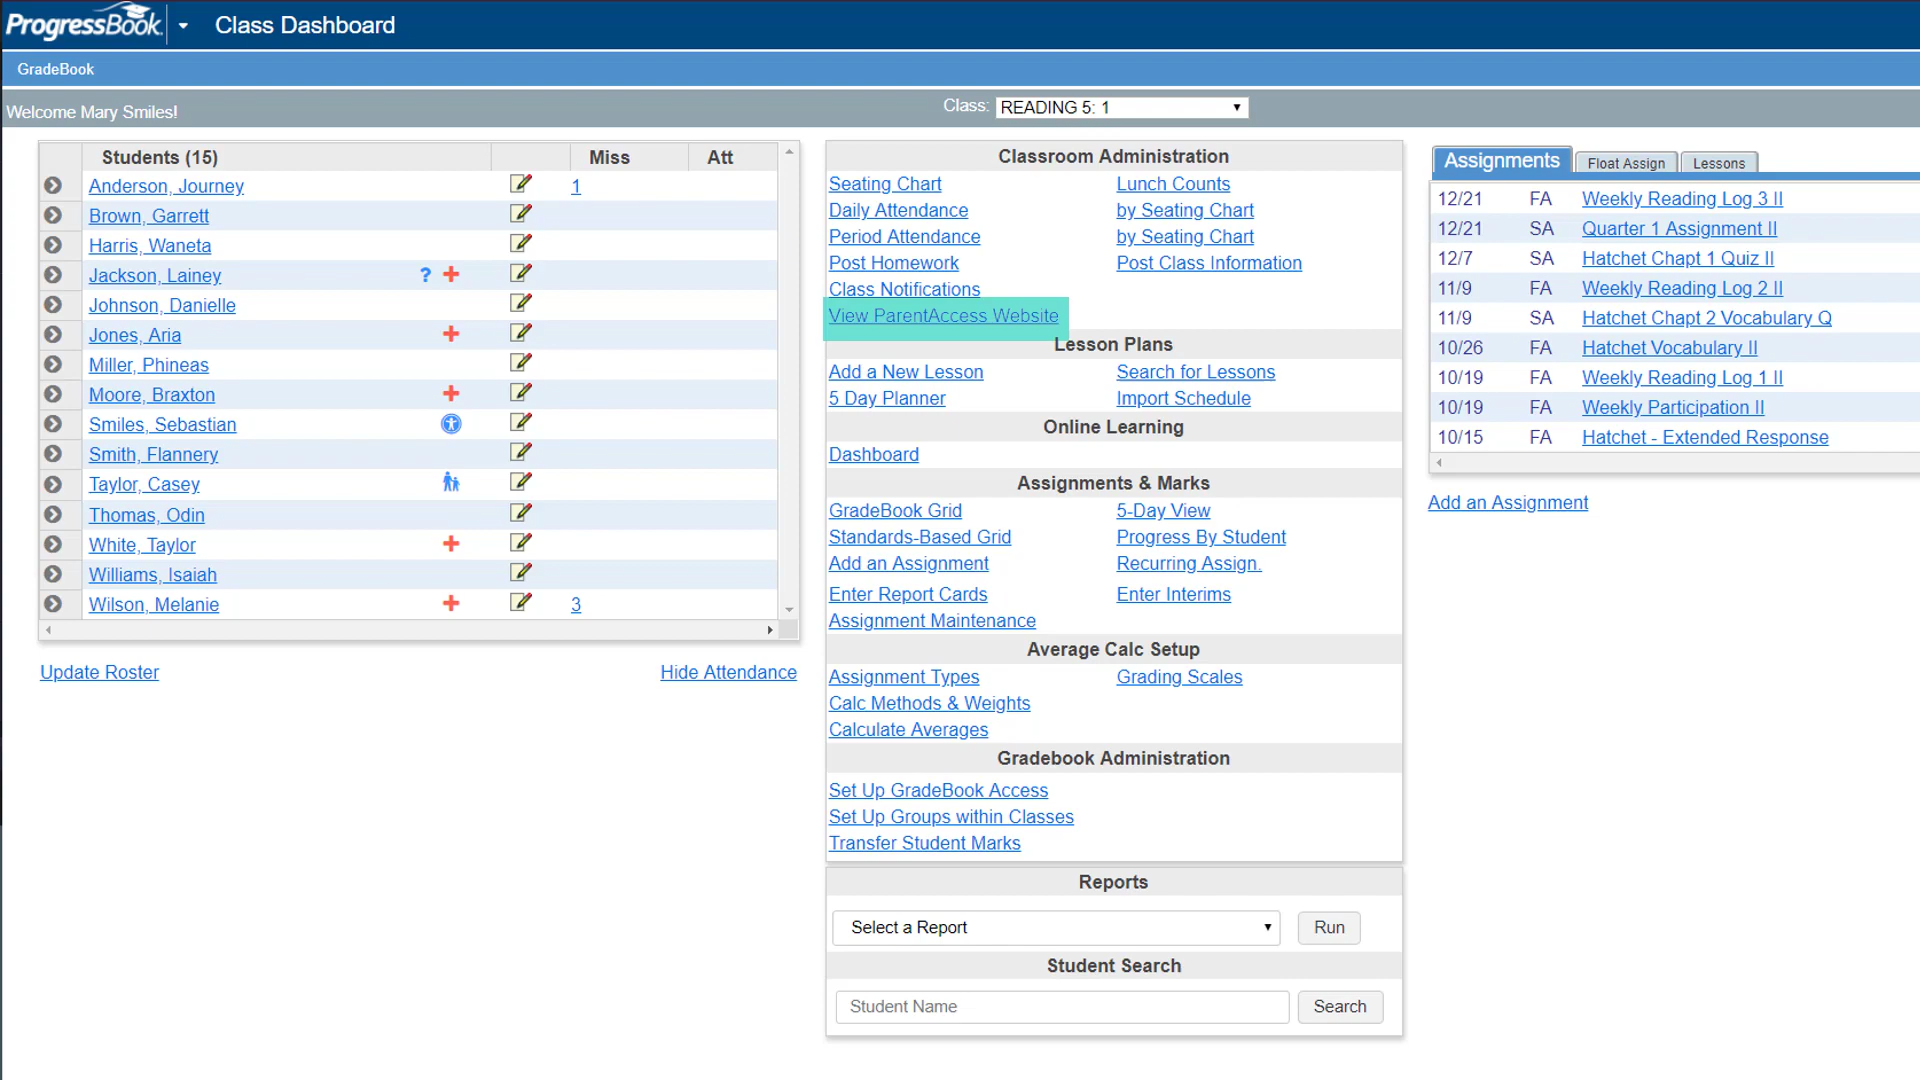 ProgressBook Class Dashboard
GradeBook
Welcome Mary Smiles!
Class: READING 5: 1
Students (15) Miss Att
Anderson, Journey 1
Brown, Garrett
Harris, Waneta
Jackson, Lainey ?
Johnson, Danielle
Jones, Aria
Miller, Phineas
Moore, Braxton
Smiles, Sebastian
Smith, Flannery
Taylor, Casey
Thomas, Odin
White, Taylor
Williams, Isaiah
Wilson, Melanie 3
Update Roster Hide Attendance
Classroom Administration
Seating Chart Lunch Counts
Daily Attendance by Seating Chart
Period Attendance by Seating Chart
Post Homework Post Class Information
Class Notifications
View ParentAccess Website
Lesson Plans
Add a New Lesson Search for Lessons
5 Day Planner Import Schedule
Online Learning
Dashboard
Assignments & Marks
GradeBook Grid 5-Day View
Standards-Based Grid Progress By Student
Add an Assignment Recurring Assign.
Enter Report Cards Enter Interims
Assignment Maintenance
Average Calc Setup
Assignment Types Grading Scales
Calc Methods & Weights
Calculate Averages
Gradebook Administration
Set Up GradeBook Access
Set Up Groups within Classes
Transfer Student Marks
Reports
Select a Report Run
Student Search
Student Name Search
Assignments Float Assign Lessons
12/21 FA Weekly Reading Log 3 II
12/21 SA Quarter 1 Assignment II
12/7 SA Hatchet Chapt 1 Quiz II
11/9 FA Weekly Reading Log 2 II
11/9 SA Hatchet Chapt 2 Vocabulary Q
10/26 FA Hatchet Vocabulary II
10/19 FA Weekly Reading Log 1 II
10/19 FA Weekly Participation II
10/15 FA Hatchet - Extended Response
Add an Assignment